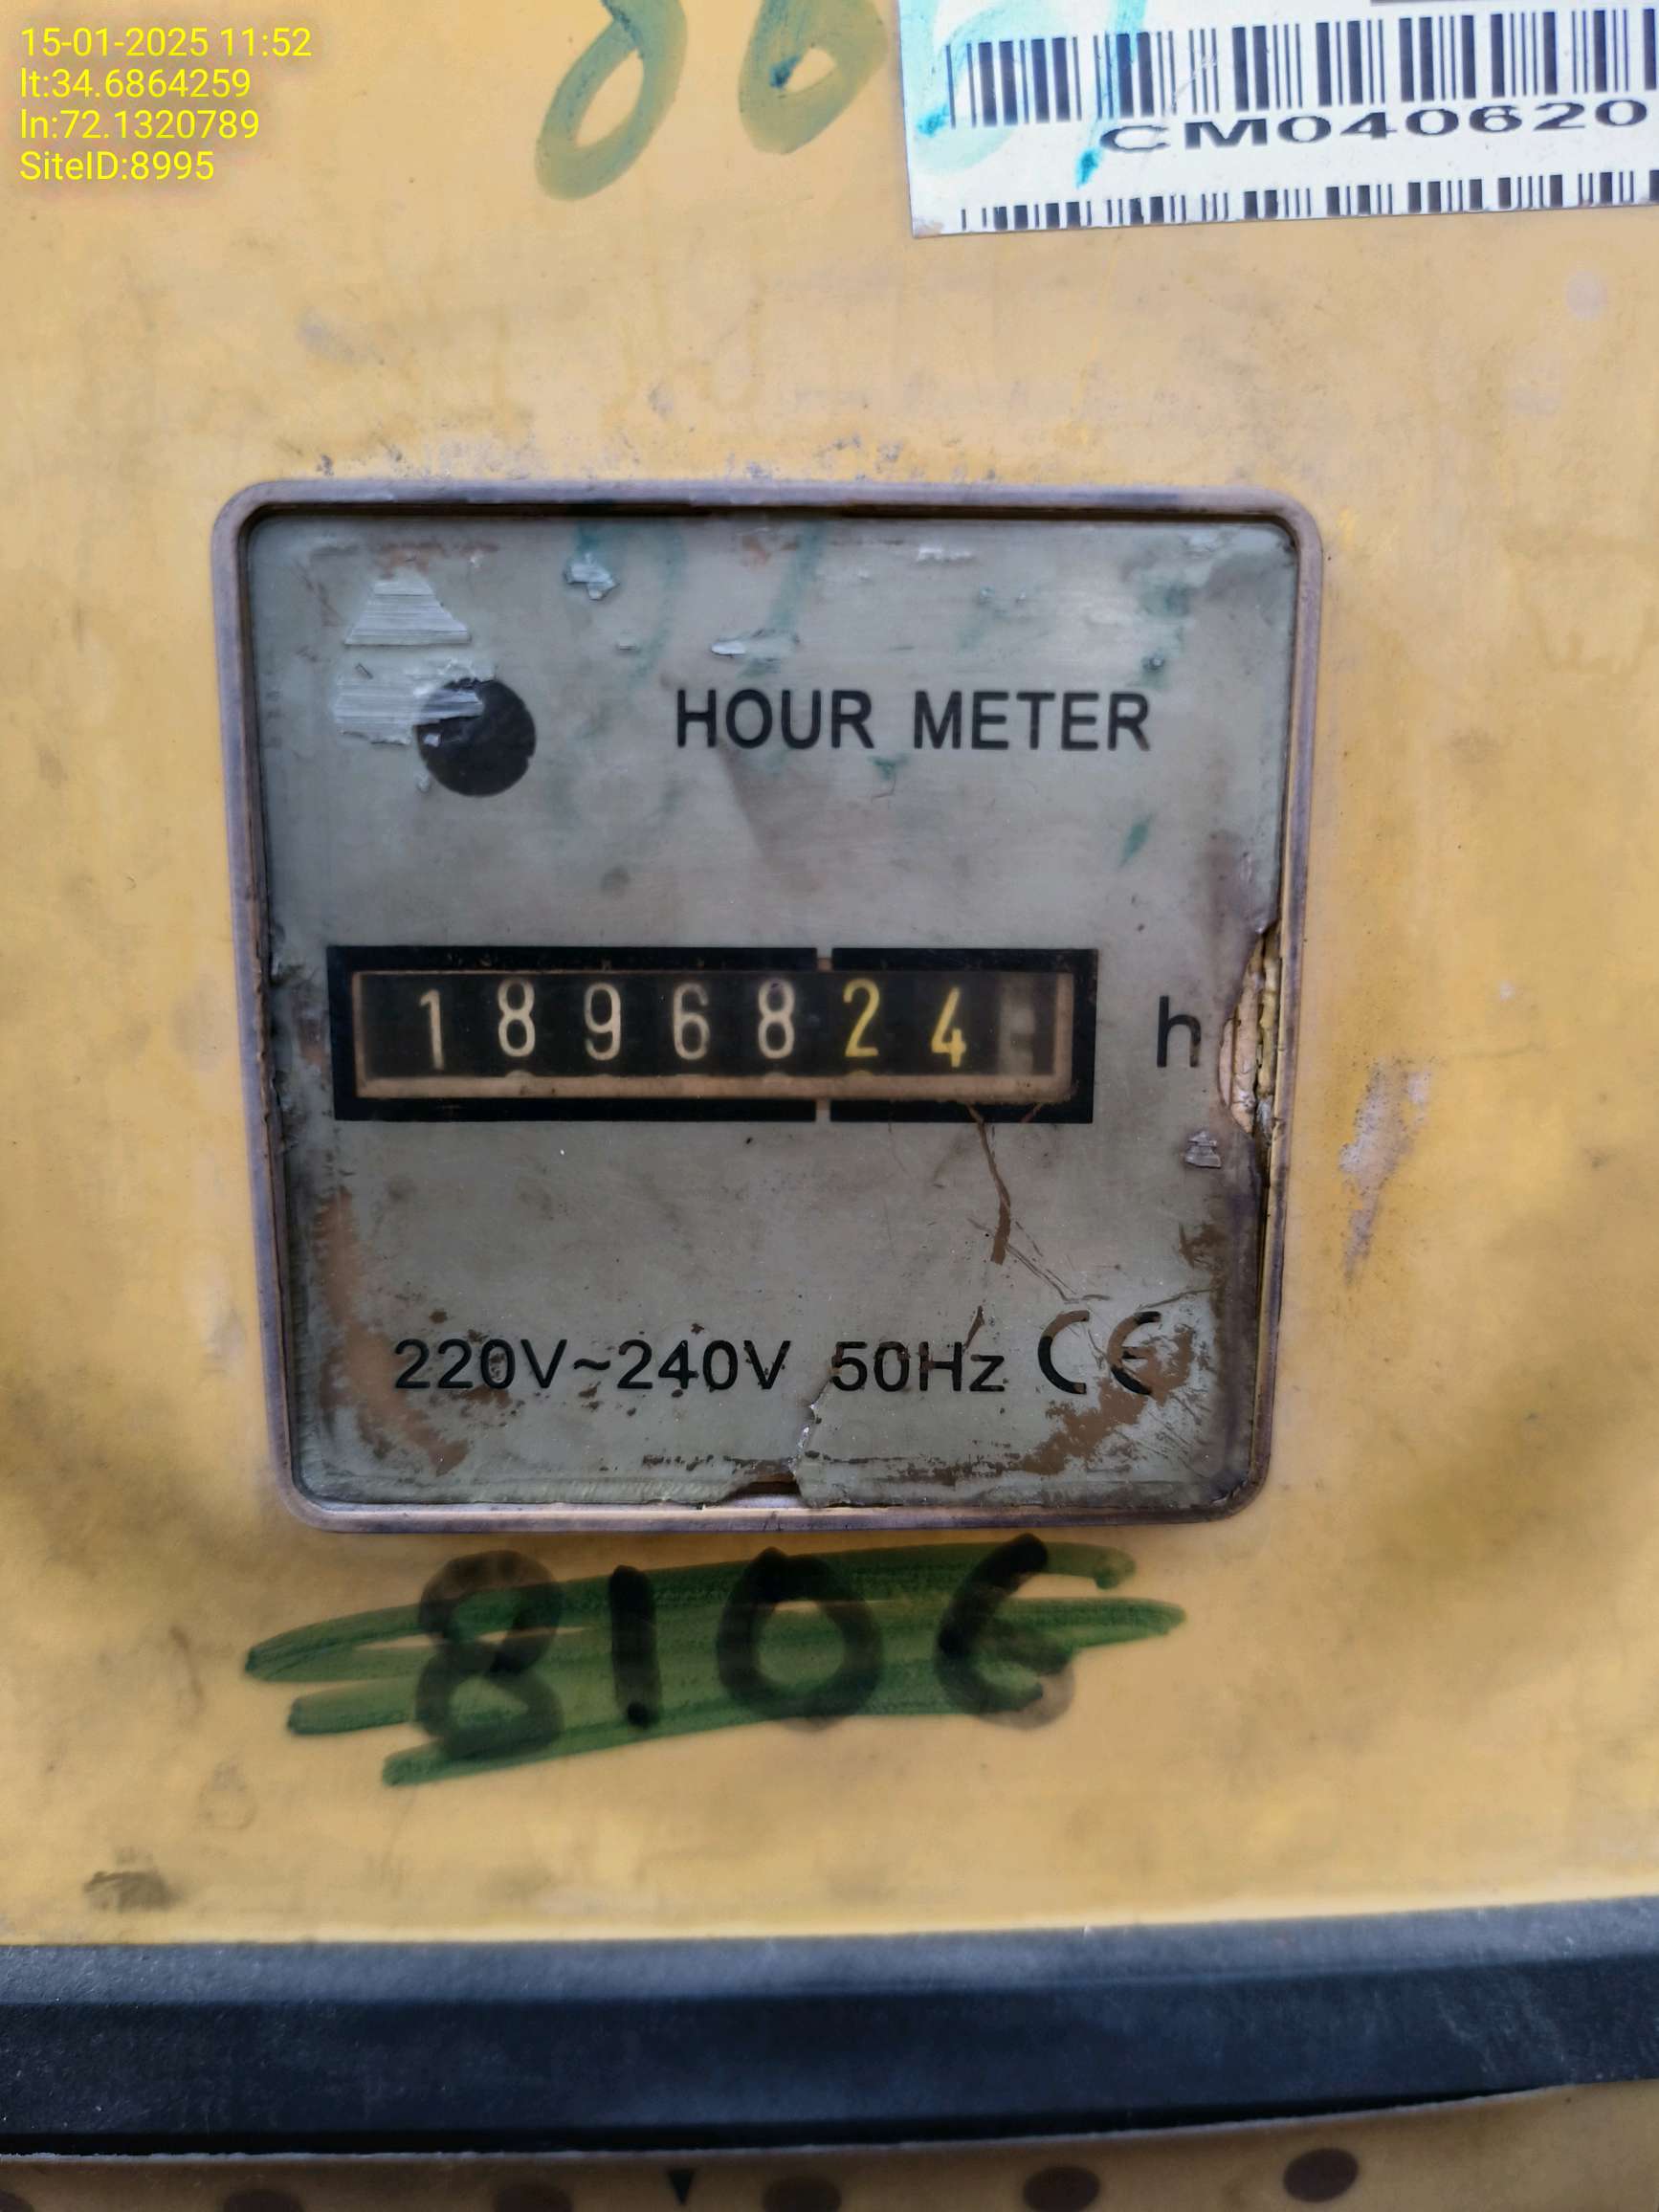 15-01-2025 11:52
lt:34.6864259
ln:72.1320789
SiteID:8995
CM040620
HOUR METER
1896824 h
220V~240V 50Hz CE
8106